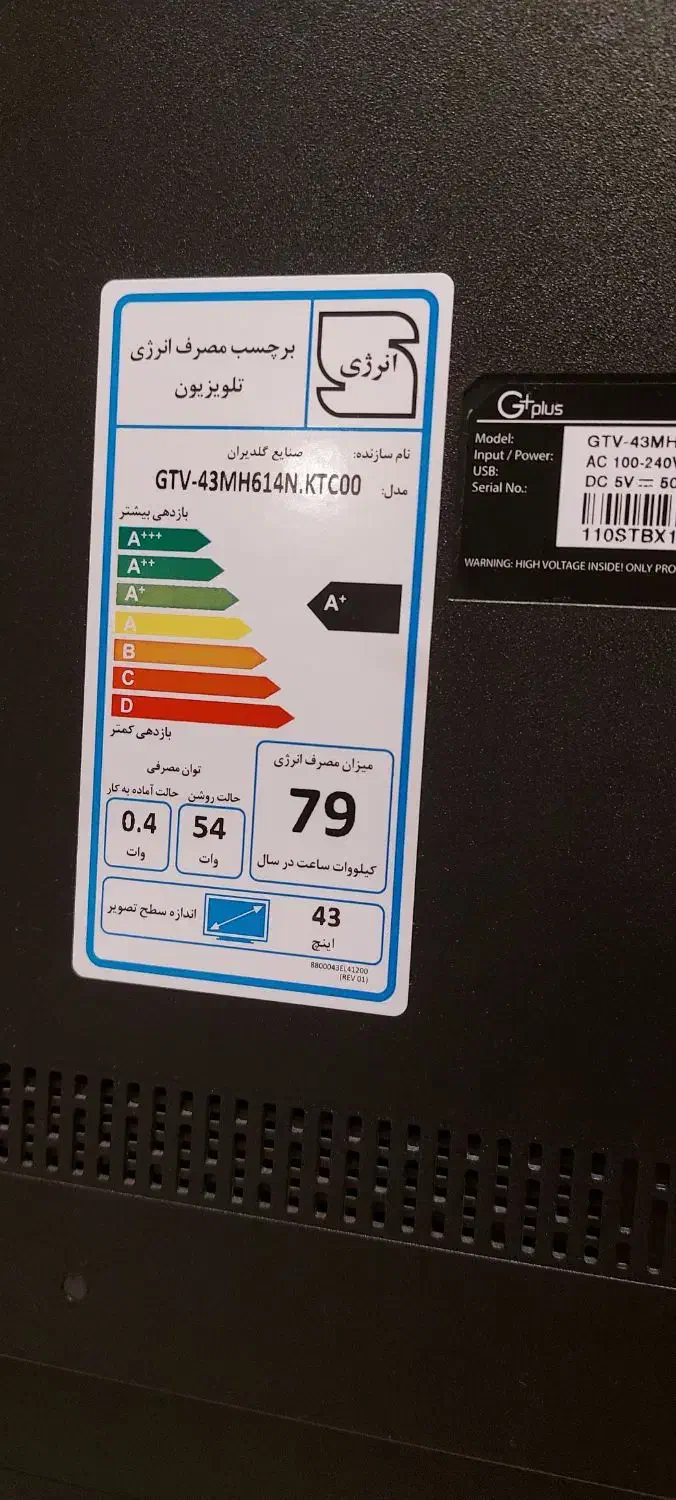 برچسب مصرف انرژی
تلویزیون
انرژی
نام سازنده: صنایع گلدیران
مدل: GTV-43MH614N.KTC00
بازدهی بیشتر
A+++
A++
A+
A
B
C
D
A+
بازدهی کمتر
میزان مصرف انرژی
79
کیلووات ساعت در سال
توان مصرفی
حالت روشن
54
وات
حالت آماده به کار
0.4
وات
اندازه سطح تصویر
43
اینچ
8800043EL41200
(REV 01)
G+plus
Model: GTV-43MH
Input / Power: AC 100-240V
USB: DC 5V ⎓ 50
Serial No.:
110STBX1
WARNING: HIGH VOLTAGE INSIDE! ONLY PRO